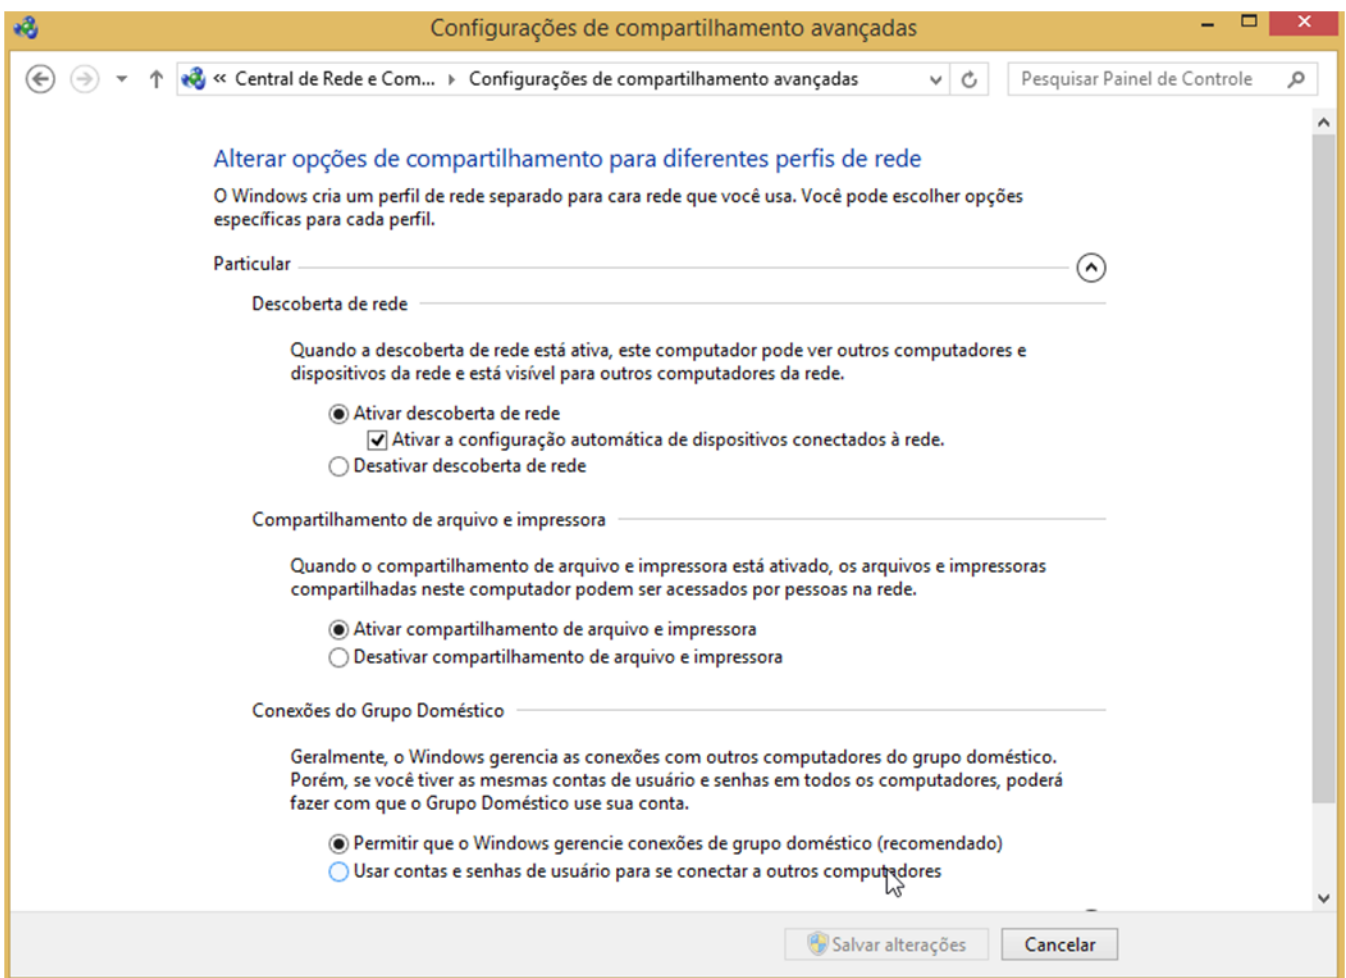 Configurações de compartilhamento avançadas
« Central de Rede e Com... Configurações de compartilhamento avançadas
Pesquisar Painel de Controle
Alterar opções de compartilhamento para diferentes perfis de rede
O Windows cria um perfil de rede separado para cara rede que você usa. Você pode escolher opções
específicas para cada perfil.
Particular
Descoberta de rede
Quando a descoberta de rede está ativa, este computador pode ver outros computadores e
dispositivos da rede e está visível para outros computadores da rede.
Ativar descoberta de rede
Ativar a configuração automática de dispositivos conectados à rede.
Desativar descoberta de rede
Compartilhamento de arquivo e impressora
Quando o compartilhamento de arquivo e impressora está ativado, os arquivos e impressoras
compartilhadas neste computador podem ser acessados por pessoas na rede.
Ativar compartilhamento de arquivo e impressora
Desativar compartilhamento de arquivo e impressora
Conexões do Grupo Doméstico
Geralmente, o Windows gerencia as conexões com outros computadores do grupo doméstico.
Porém, se você tiver as mesmas contas de usuário e senhas em todos os computadores, poderá
fazer com que o Grupo Doméstico use sua conta.
Permitir que o Windows gerencie conexões de grupo doméstico (recomendado)
Usar contas e senhas de usuário para se conectar a outros computadores
Salvar alterações
Cancelar